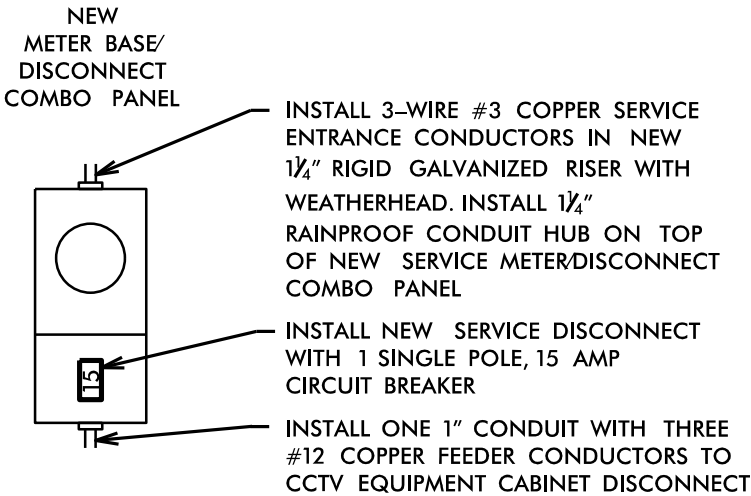 NEW
METER BASE/
DISCONNECT
COMBO PANEL
INSTALL 3–WIRE #3 COPPER SERVICE
ENTRANCE CONDUCTORS IN NEW
1¼" RIGID GALVANIZED RISER WITH
WEATHERHEAD. INSTALL 1¼"
RAINPROOF CONDUIT HUB ON TOP
OF NEW SERVICE METER/DISCONNECT
COMBO PANEL
INSTALL NEW SERVICE DISCONNECT
WITH 1 SINGLE POLE, 15 AMP
CIRCUIT BREAKER
15
INSTALL ONE 1" CONDUIT WITH THREE
#12 COPPER FEEDER CONDUCTORS TO
CCTV EQUIPMENT CABINET DISCONNECT